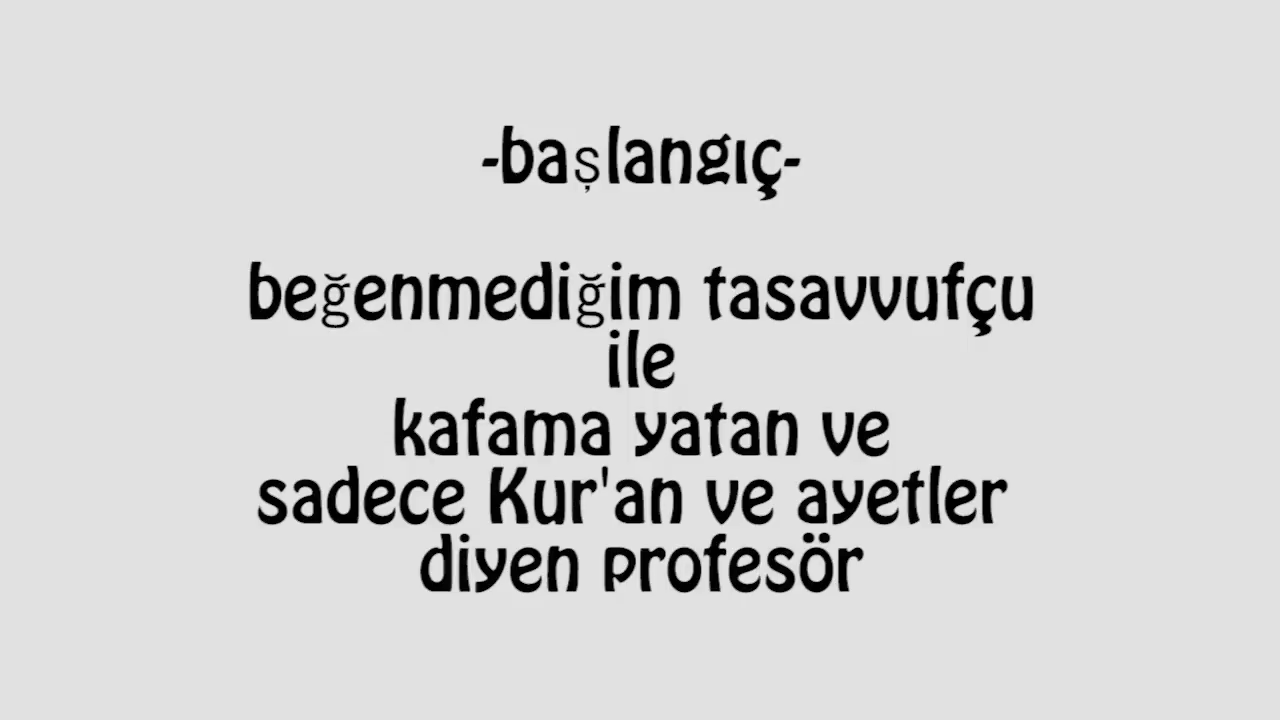 -başlangıç-
beğenmediğim tasavvufçu
ile
kafama yatan ve
sadece Kur'an ve ayetler
diyen profesör